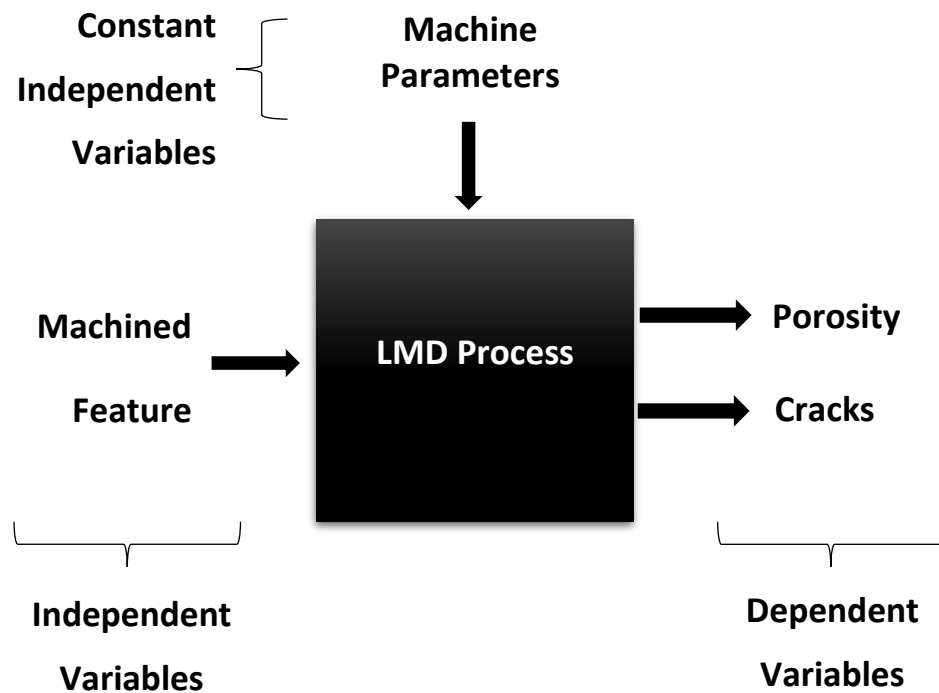 Constant
Independent
Variables
Machine
Parameters
Machined
Feature
LMD Process
Porosity
Cracks
Independent
Variables
Dependent
Variables